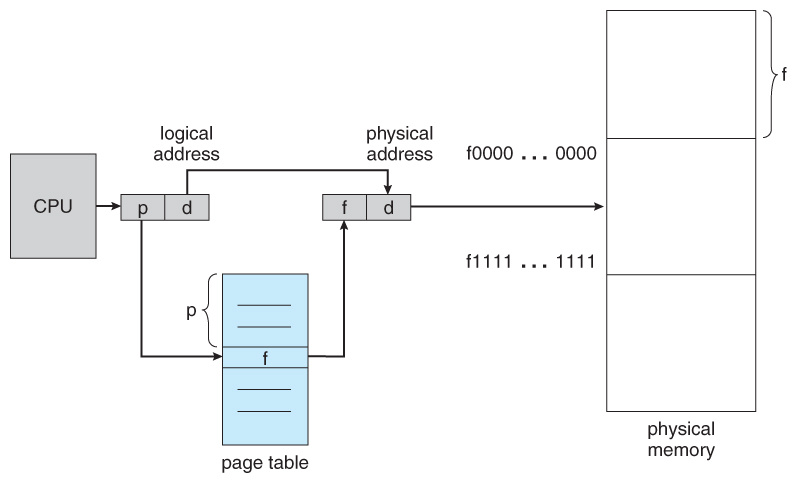 f
logical
address
physical
address
f0000 ... 0000
CPU
p d
f d
f1111 ... 1111
p
f
physical
memory
page table